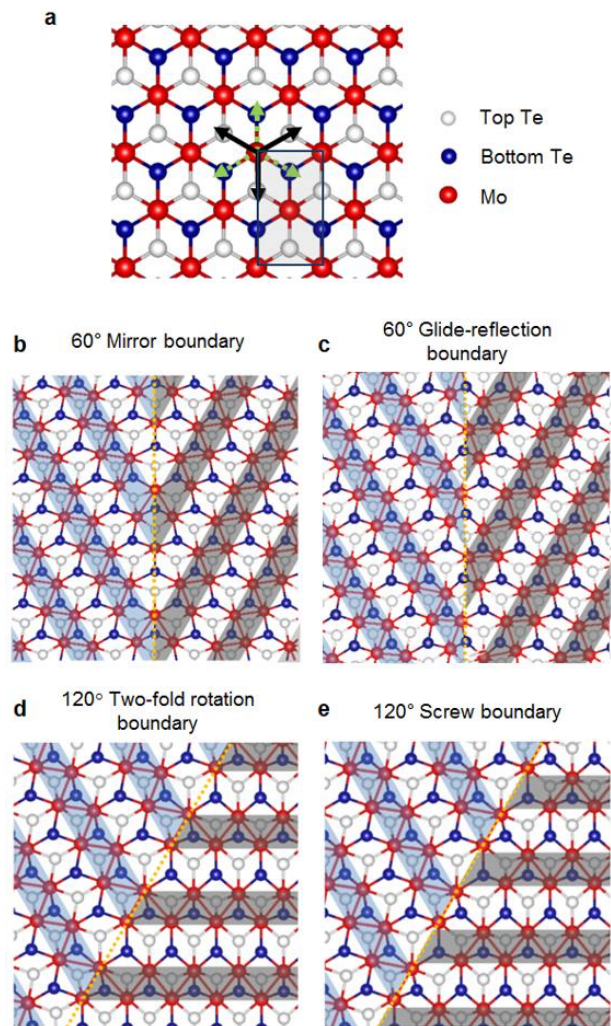 a
Top Te
Bottom Te
Mo
b 60° Mirror boundary
c 60° Glide-reflection
boundary
d 120° Two-fold rotation
boundary
e 120° Screw boundary